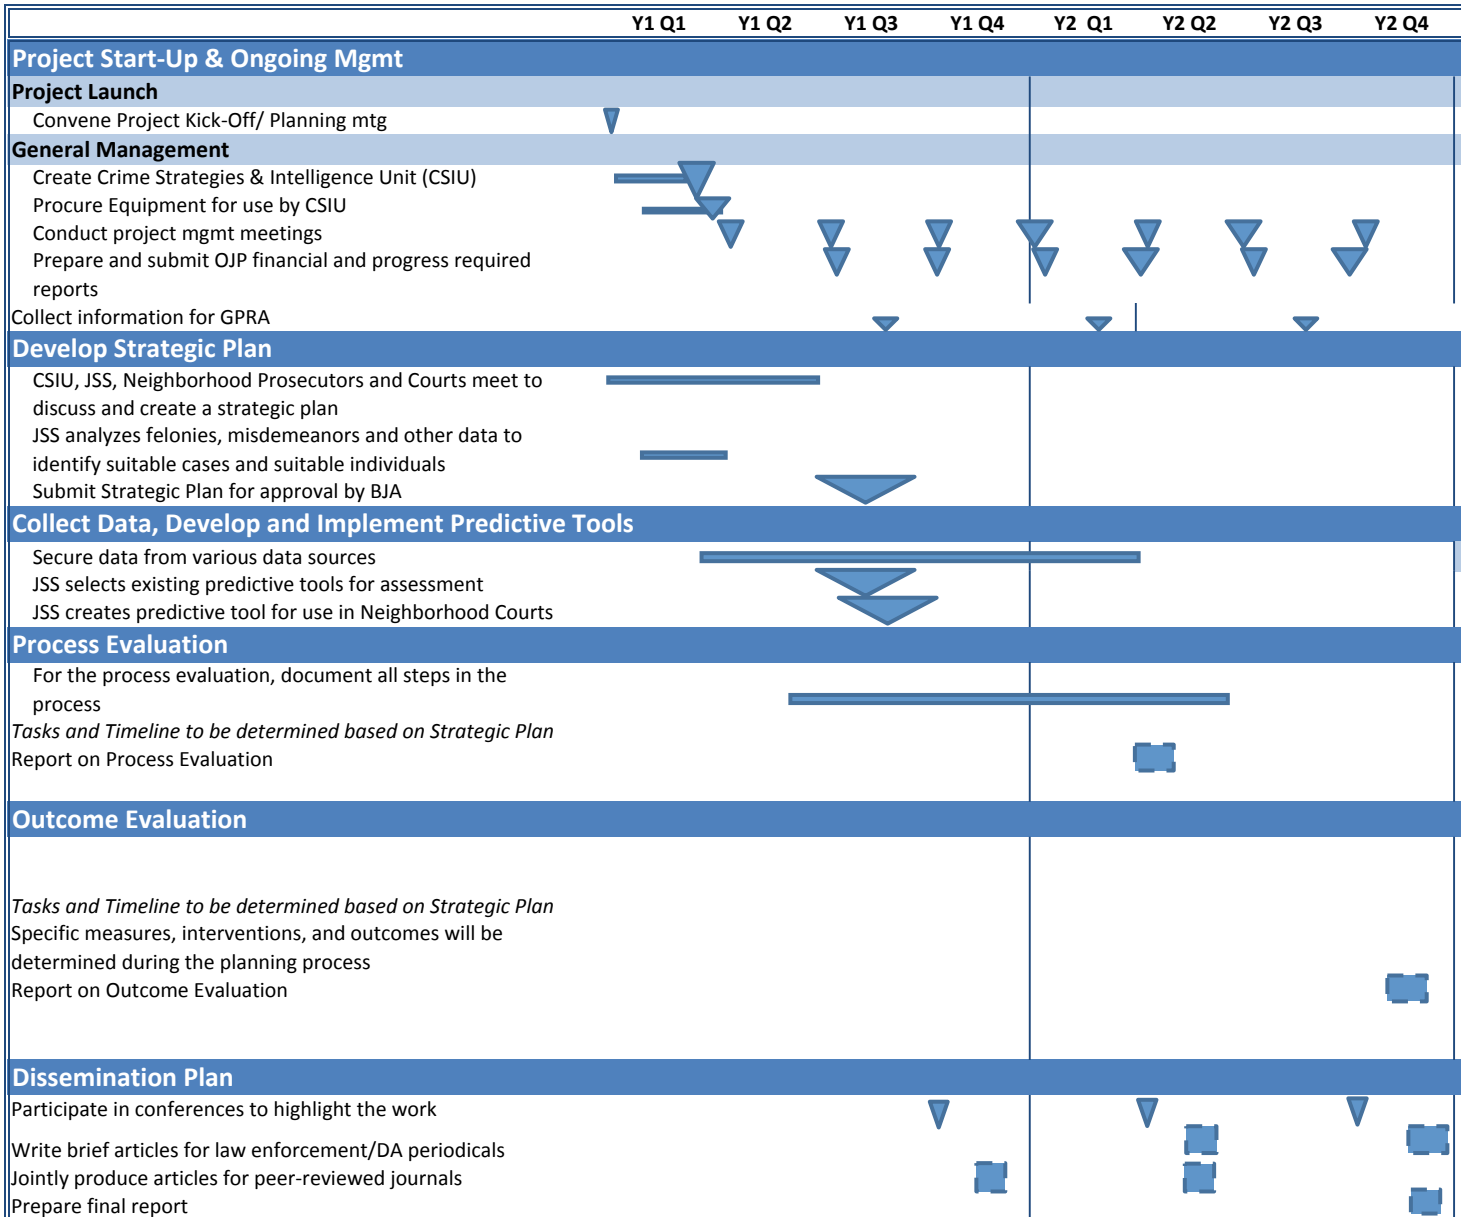 Y1 Q1 Y1 Q2 Y1 Q3 Y1 Q4 Y2 Q1 Y2 Q2 Y2 Q3 Y2 Q4
Project Start-Up & Ongoing Mgmt
Project Launch
Convene Project Kick-Off/ Planning mtg
General Management
Create Crime Strategies & Intelligence Unit (CSIU)
Procure Equipment for use by CSIU
Conduct project mgmt meetings
Prepare and submit OJP financial and progress required
reports
Collect information for GPRA
Develop Strategic Plan
CSIU, JSS, Neighborhood Prosecutors and Courts meet to
discuss and create a strategic plan
JSS analyzes felonies, misdemeanors and other data to
identify suitable cases and suitable individuals
Submit Strategic Plan for approval by BJA
Collect Data, Develop and Implement Predictive Tools
Secure data from various data sources
JSS selects existing predictive tools for assessment
JSS creates predictive tool for use in Neighborhood Courts
Process Evaluation
For the process evaluation, document all steps in the
process
Tasks and Timeline to be determined based on Strategic Plan
Report on Process Evaluation
Outcome Evaluation
Tasks and Timeline to be determined based on Strategic Plan
Specific measures, interventions, and outcomes will be
determined during the planning process
Report on Outcome Evaluation
Dissemination Plan
Participate in conferences to highlight the work
Write brief articles for law enforcement/DA periodicals
Jointly produce articles for peer-reviewed journals
Prepare final report